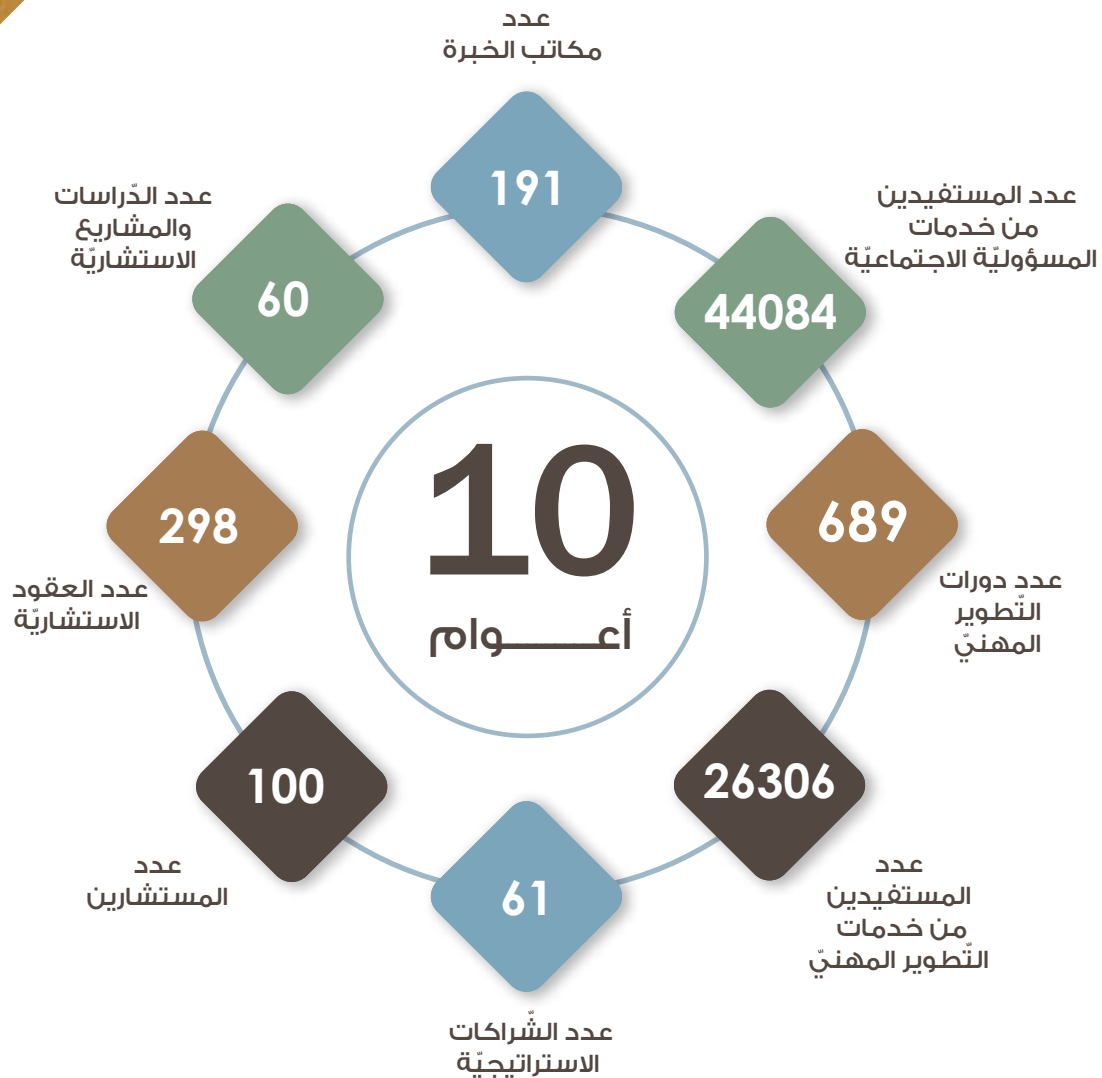 عدد
مكاتب الخبرة
191
عدد المستفيدين
من خدمات
المسؤوليّة الاجتماعيّة
44084
689
عدد دورات
التّطوير
المهنيّ
26306
عدد
المستفيدين
من خدمات
التّطوير المهنيّ
61
عدد الشّراكات
الاستراتيجيّة
100
عدد
المستشارين
298
عدد العقود
الاستشاريّة
عدد الدّراسات
والمشاريع
الاستشاريّة
60
10
أعـــــوام